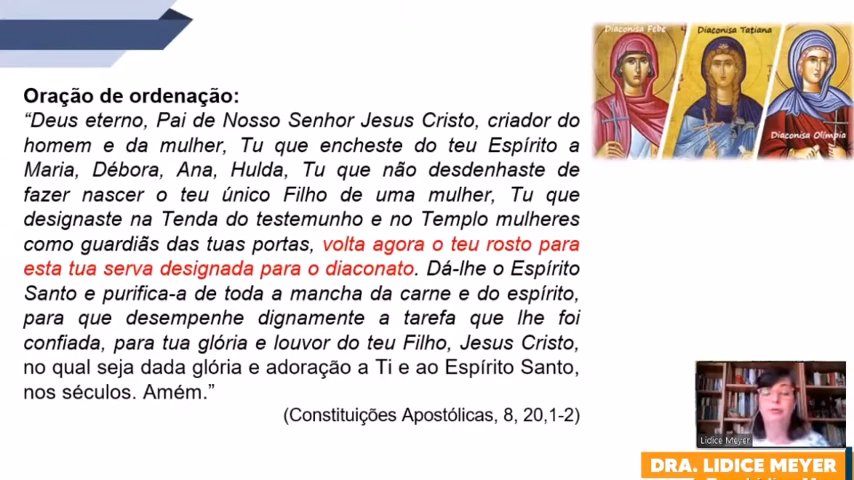 Diaconisa Febé
Diaconisa Tatiana
Diaconisa Olímpia
Oração de ordenação:
“Deus eterno, Pai de Nosso Senhor Jesus Cristo, criador do
homem e da mulher, Tu que encheste do teu Espírito a
Maria, Débora, Ana, Hulda, Tu que não desdenhaste de
fazer nascer o teu único Filho de uma mulher, Tu que
designaste na Tenda do testemunho e no Templo mulheres
como guardiãs das tuas portas, volta agora o teu rosto para
esta tua serva designada para o diaconato. Dá-lhe o Espírito
Santo e purifica-a de toda a mancha da carne e do espírito,
para que desempenhe dignamente a tarefa que lhe foi
confiada, para tua glória e louvor do teu Filho, Jesus Cristo,
no qual seja dada glória e adoração a Ti e ao Espírito Santo,
nos séculos. Amém.”
(Constituições Apostólicas, 8, 20,1-2)
Lidice Meyer
DRA. LIDICE MEYER